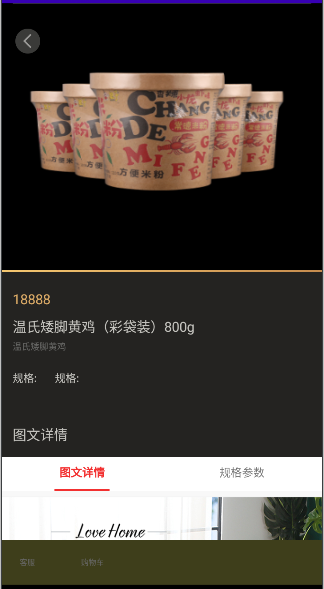 CHANG
DE
MI
FEN
方便米粉
18888
温氏矮脚黄鸡（彩袋装）800g
温氏矮脚黄鸡
规格: 规格:
图文详情
图文详情 规格参数
Love Home
客服 购物车